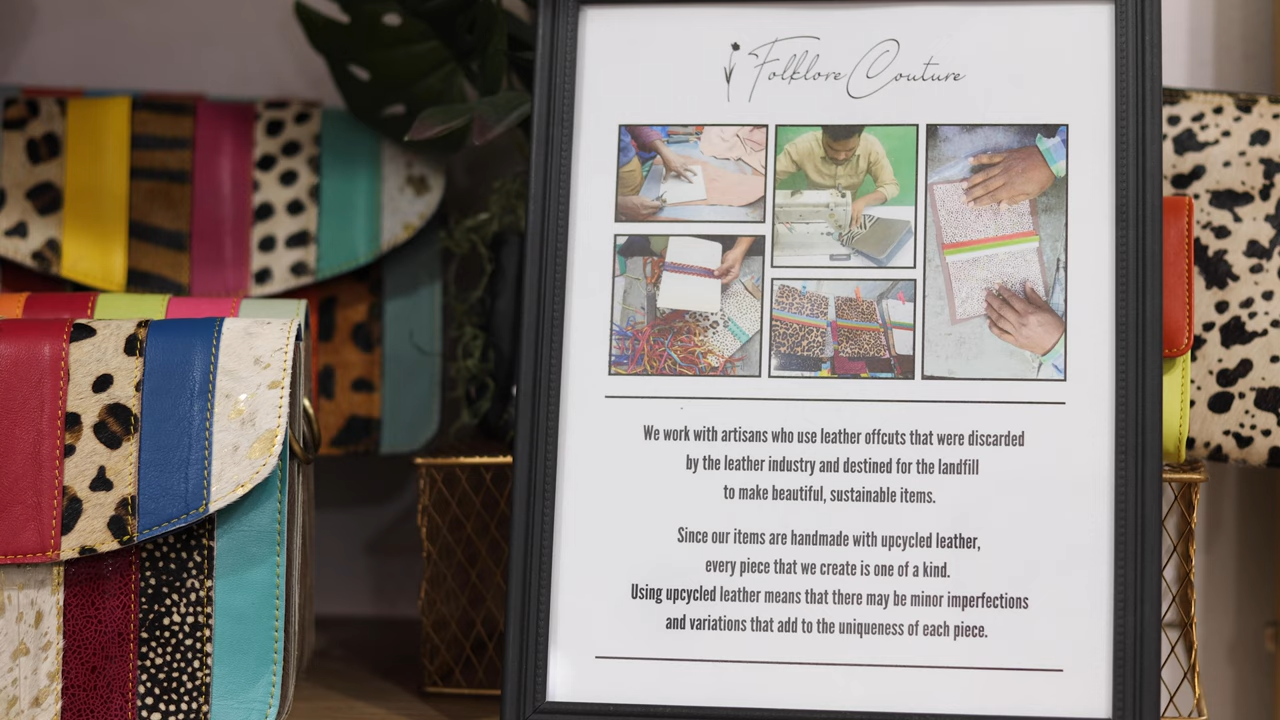 Folklore Couture
We work with artisans who use leather offcuts that were discarded
by the leather industry and destined for the landfill
to make beautiful, sustainable items.
Since our items are handmade with upcycled leather,
every piece that we create is one of a kind.
Using upcycled leather means that there may be minor imperfections
and variations that add to the uniqueness of each piece.